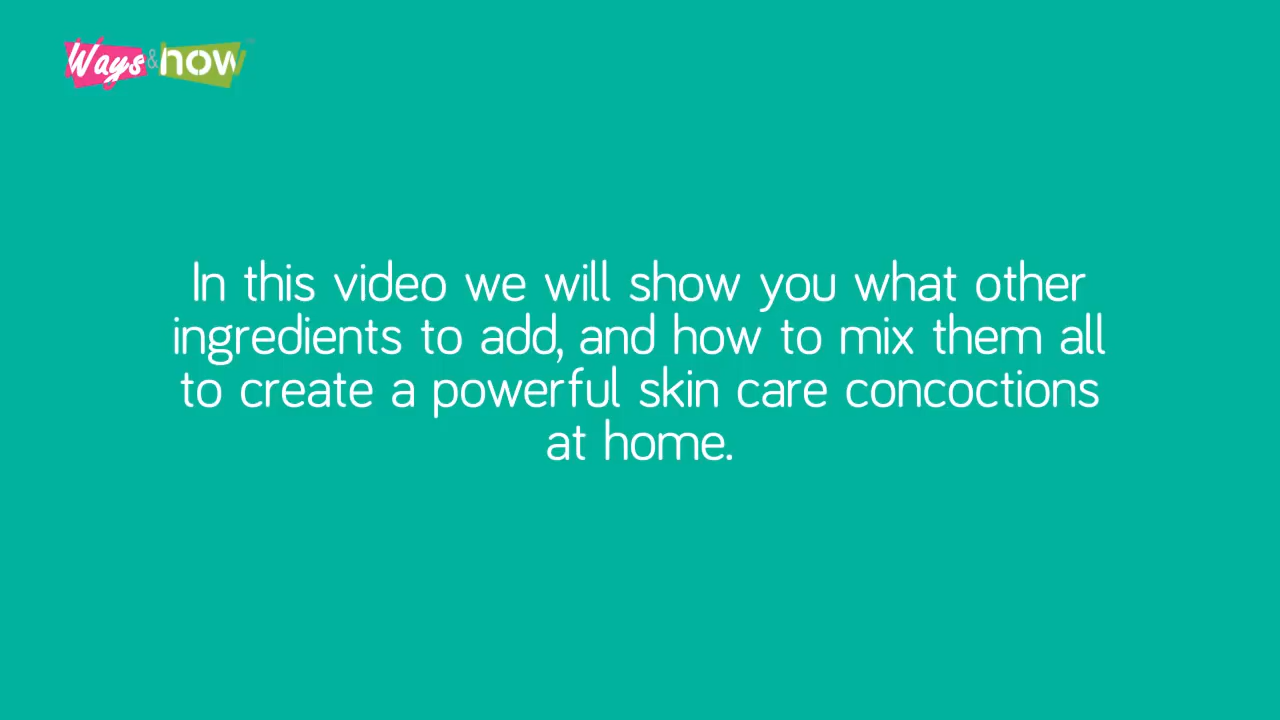 Ways & how
In this video we will show you what other
ingredients to add, and how to mix them all
to create a powerful skin care concoctions
at home.